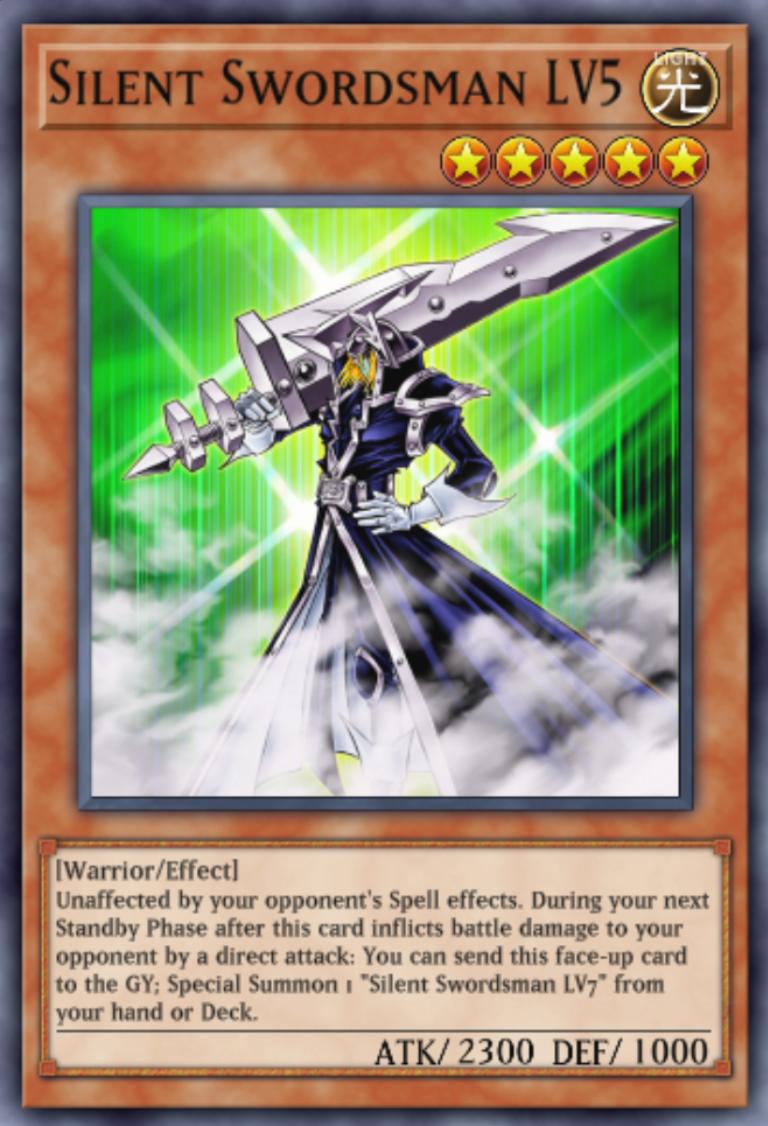 Silent Swordsman LV5
LIGHT
光
[Warrior/Effect]
Unaffected by your opponent's Spell effects. During your next
Standby Phase after this card inflicts battle damage to your
opponent by a direct attack: You can send this face-up card
to the GY; Special Summon 1 "Silent Swordsman LV7" from
your hand or Deck.
ATK/ 2300 DEF/ 1000